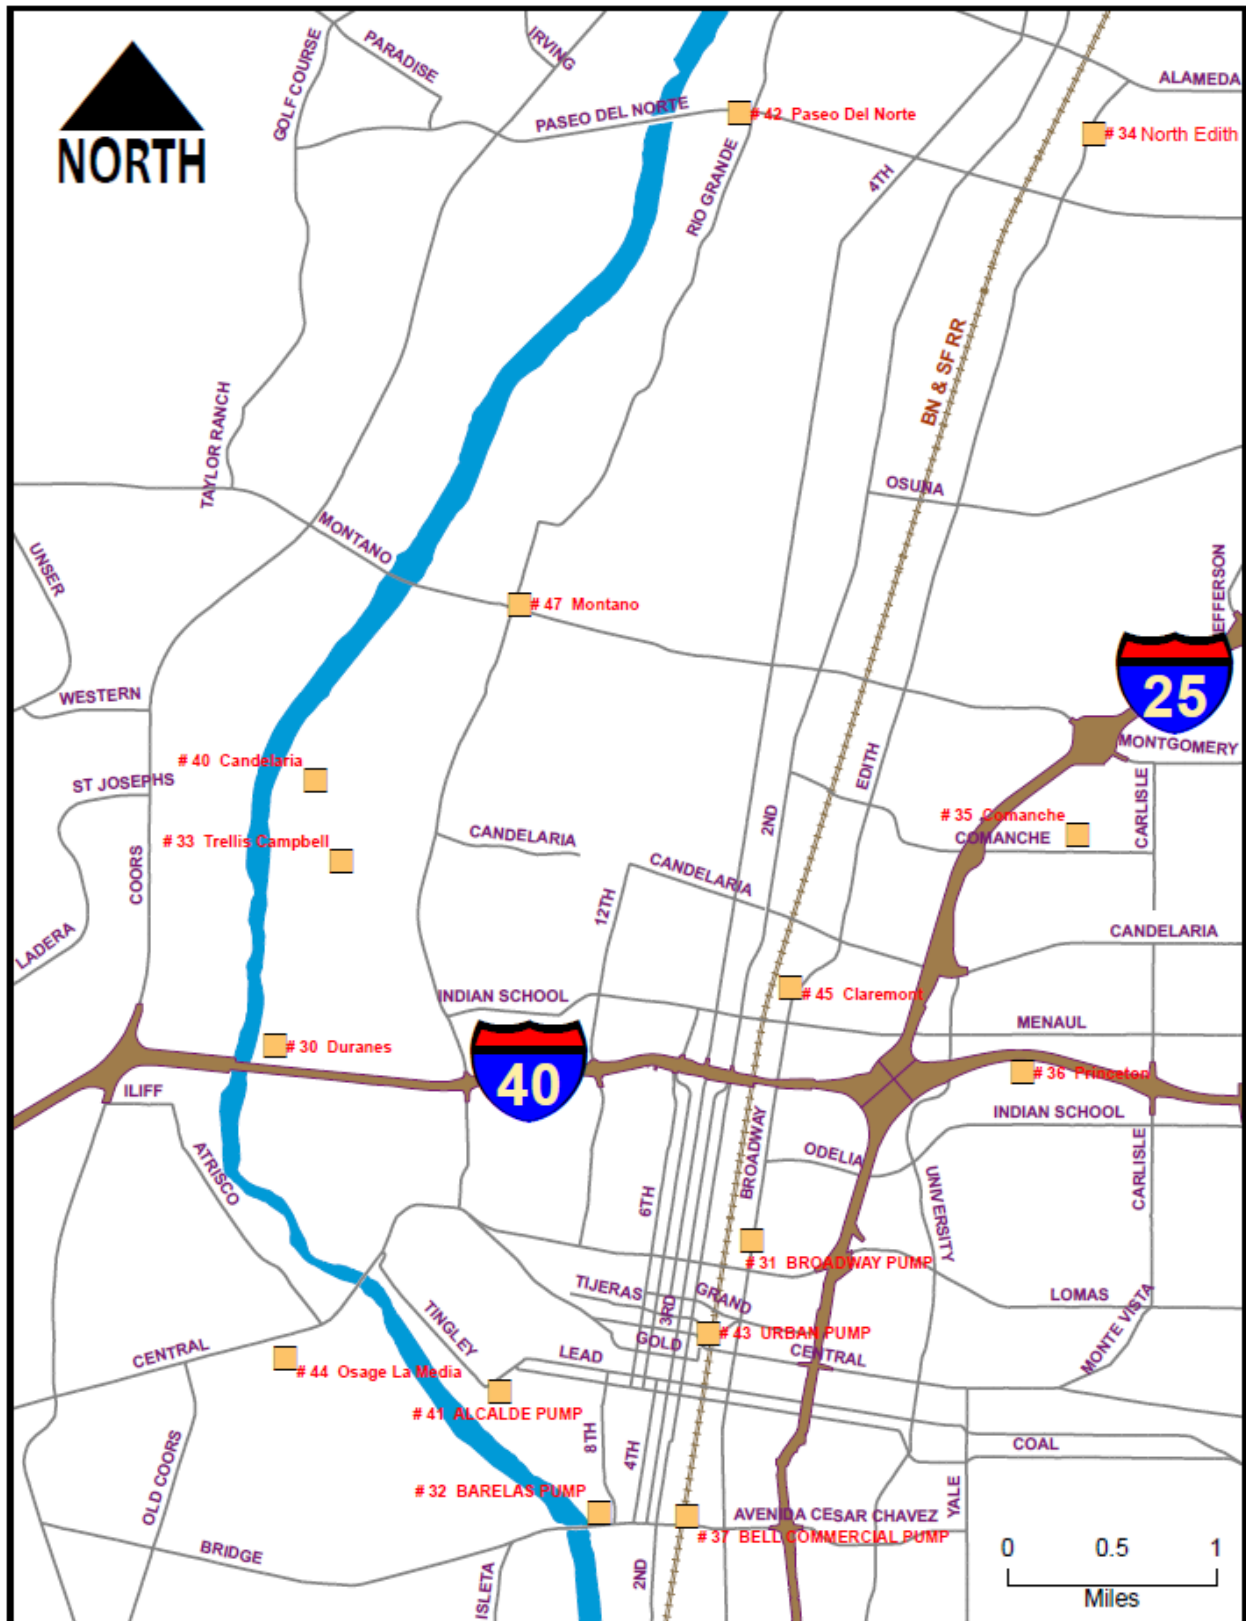 IRVING
PARADISE
GOLF COURSE
ALAMEDA
PASEO DEL NORTE
# 42 Paseo Del Norte
# 34 North Edith
NORTH
4TH
RIO GRANDE
BN & SF RR
TAYLOR RANCH
OSUNA
MONTANO
UNSER
JEFFERSON
# 47 Montano
25
WESTERN
MONTGOMERY
# 40 Candelaria
ST JOSEPHS
EDITH
CARLISLE
2ND
# 35 Comanche
COMANCHE
# 33 Trellis Campbell
CANDELARIA
CANDELARIA
COORS
12TH
LADERA
CANDELARIA
INDIAN SCHOOL
# 45 Claremont
MENAUL
# 30 Duranes
40
# 36 Princeton
ILIFF
INDIAN SCHOOL
BROADWAY
ODELIA
ATRISCO
6TH
UNIVERSITY
CARLISLE
# 31 BROADWAY PUMP
TIJERAS
GRAND
LOMAS
3RD
TINGLEY
# 43 URBAN PUMP
GOLD
MONTE VISTA
CENTRAL
LEAD
CENTRAL
# 44 Osage La Media
# 41 ALCALDE PUMP
8TH
4TH
COAL
OLD COORS
# 32 BARELAS PUMP
YALE
AVENIDA CESAR CHAVEZ
# 37 BELL COMMERCIAL PUMP
BRIDGE
0 0.5 1
2ND
ISLETA
Miles